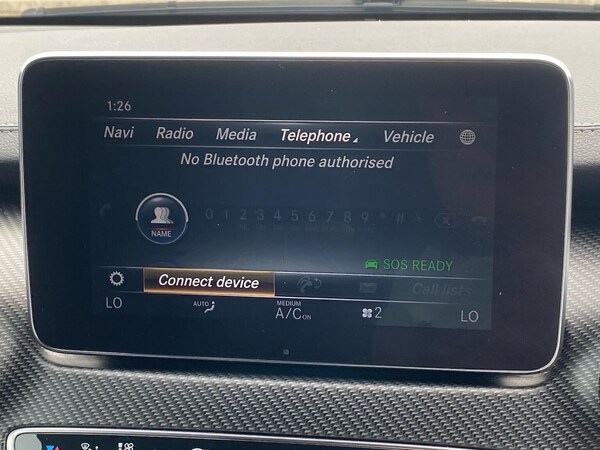 1:26
Navi Radio Media Telephone Vehicle
No Bluetooth phone authorised
NAME 0 1 2 3 4 5 6 7 8 9 * #
SOS READY
Connect device Call lists
LO AUTO MEDIUM A/C ON 2 LO